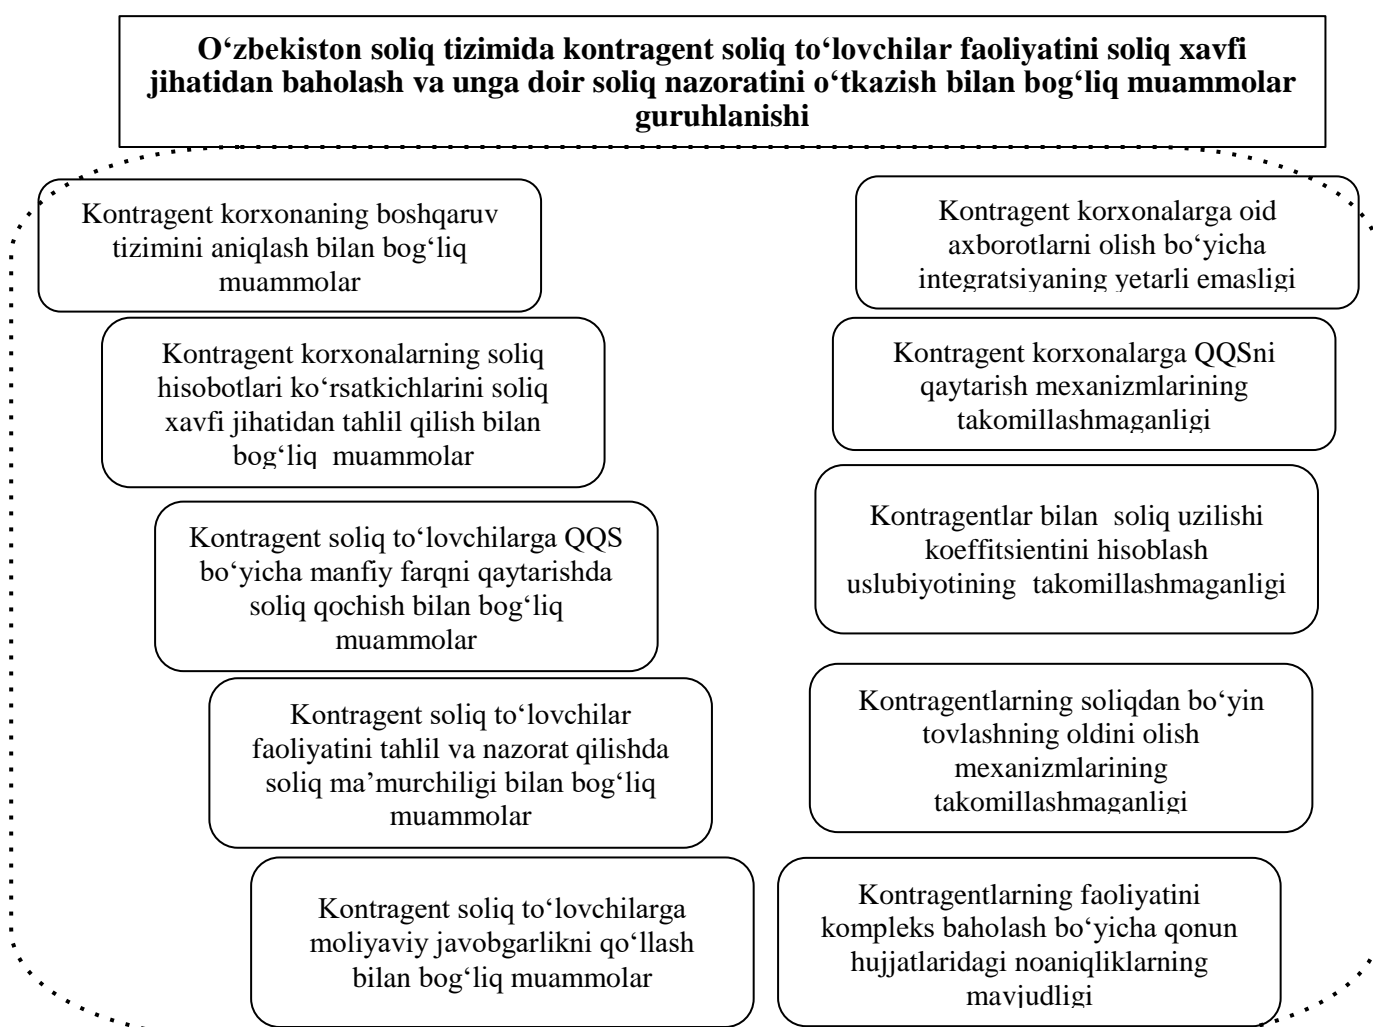 O‘zbekiston soliq tizimida kontragent soliq to‘lovchilar faoliyatini soliq xavfi
jihatidan baholash va unga doir soliq nazoratini o‘tkazish bilan bog‘liq muammolar
guruhlanishi
Kontragent korxonaning boshqaruv
tizimini aniqlash bilan bog‘liq
muammolar
Kontragent korxonalarning soliq
hisobotlari ko‘rsatkichlarini soliq
xavfi jihatidan tahlil qilish bilan
bog‘liq muammolar
Kontragent soliq to‘lovchilarga QQS
bo‘yicha manfiy farqni qaytarishda
soliq qochish bilan bog‘liq
muammolar
Kontragent soliq to‘lovchilar
faoliyatini tahlil va nazorat qilishda
soliq ma’murchiligi bilan bog‘liq
muammolar
Kontragent soliq to‘lovchilarga
moliyaviy javobgarlikni qo‘llash
bilan bog‘liq muammolar
Kontragent korxonalarga oid
axborotlarni olish bo‘yicha
integratsiyaning yetarli emasligi
Kontragent korxonalarga QQSni
qaytarish mexanizmlarining
takomillashmaganligi
Kontragentlar bilan soliq uzilishi
koeffitsientini hisoblash
uslubiyotining takomillashmaganligi
Kontragentlarning soliqdan bo‘yin
tovlashning oldini olish
mexanizmlarining
takomillashmaganligi
Kontragentlarning faoliyatini
kompleks baholash bo‘yicha qonun
hujjatlaridagi noaniqliklarning
mavjudligi